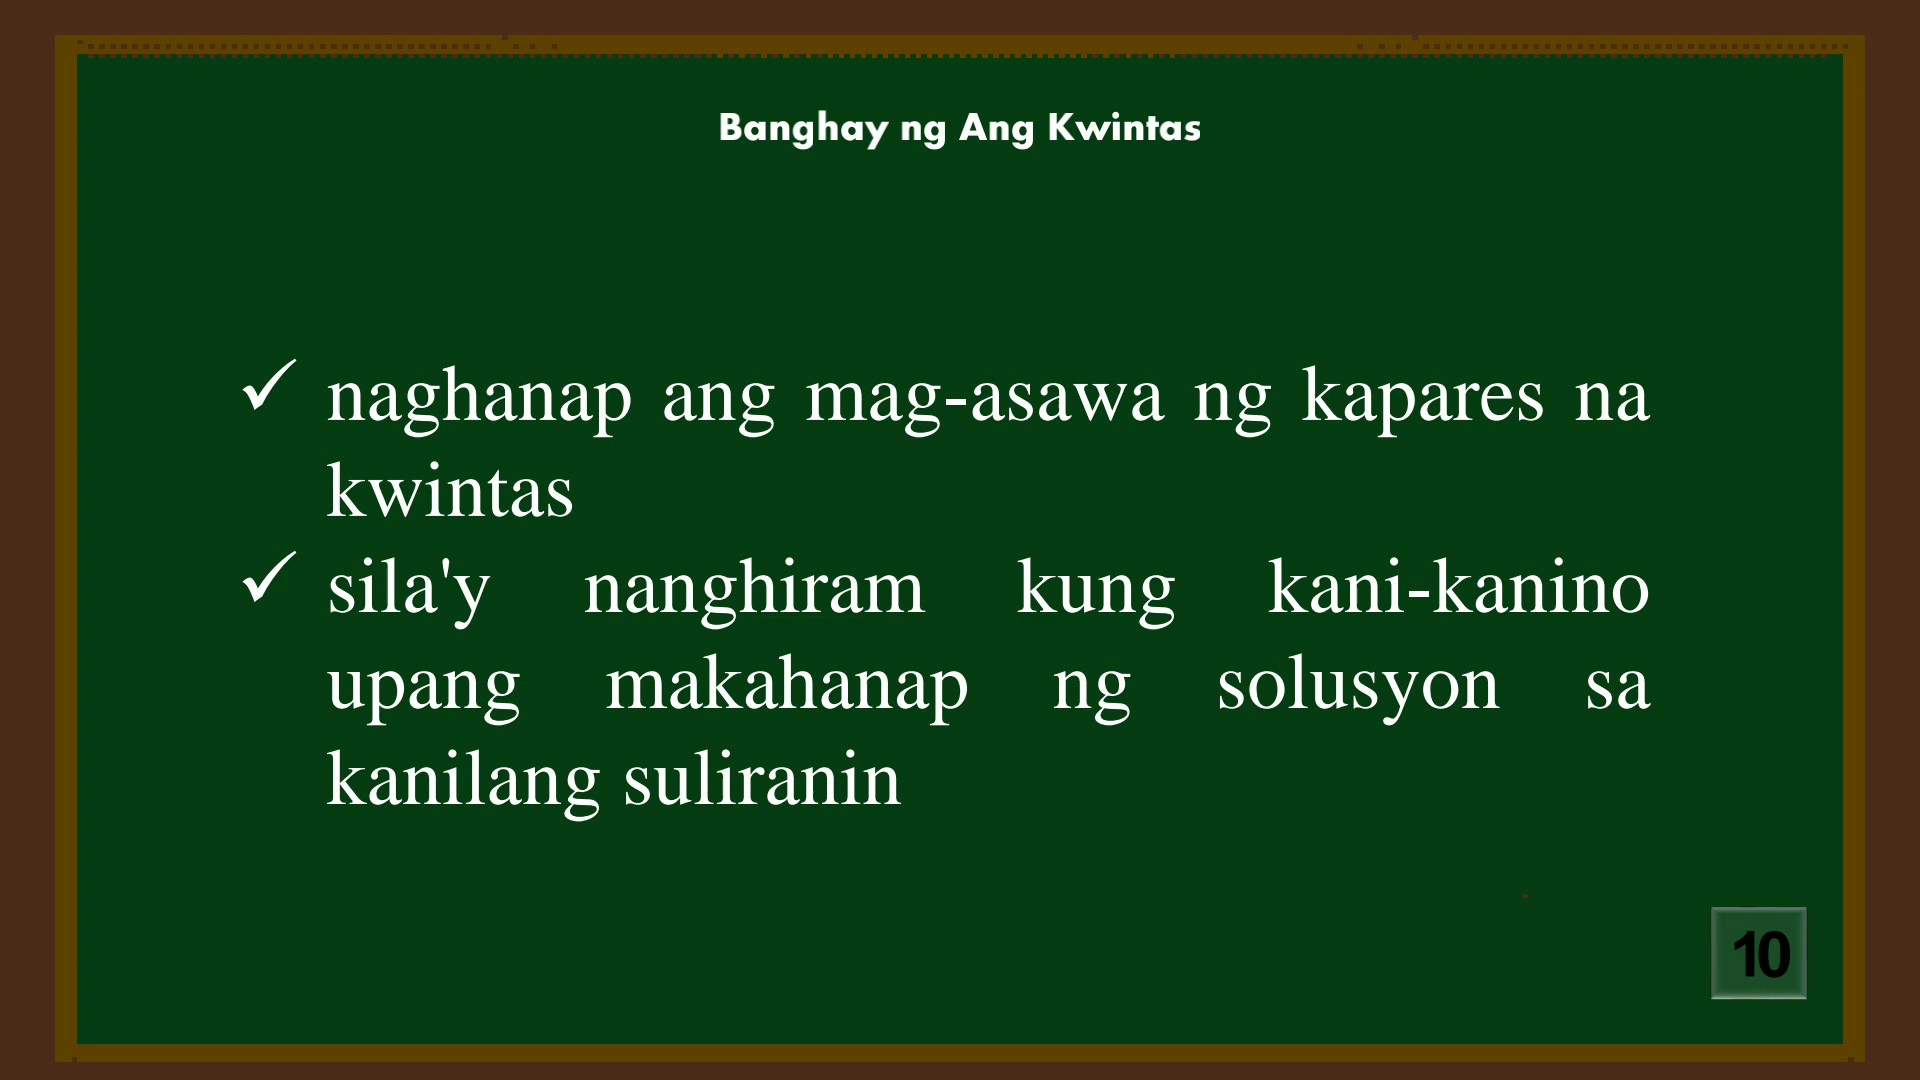 Banghay ng Ang Kwintas
✓ naghanap ang mag-asawa ng kapares na
kwintas
✓ sila'y nanghiram kung kani-kanino
upang makahanap ng solusyon sa
kanilang suliranin
10